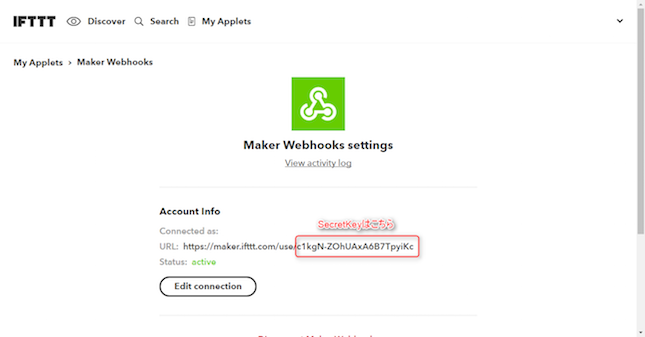 IFTTT Discover Search My Applets
My Applets > Maker Webhooks
Maker Webhooks settings
View activity log
Account Info
SecretKeyはこちら
Connected as:
URL: https://maker.ifttt.com/use/c1kgN-ZOhUAxA6B7TpyiKc
Status: active
Edit connection